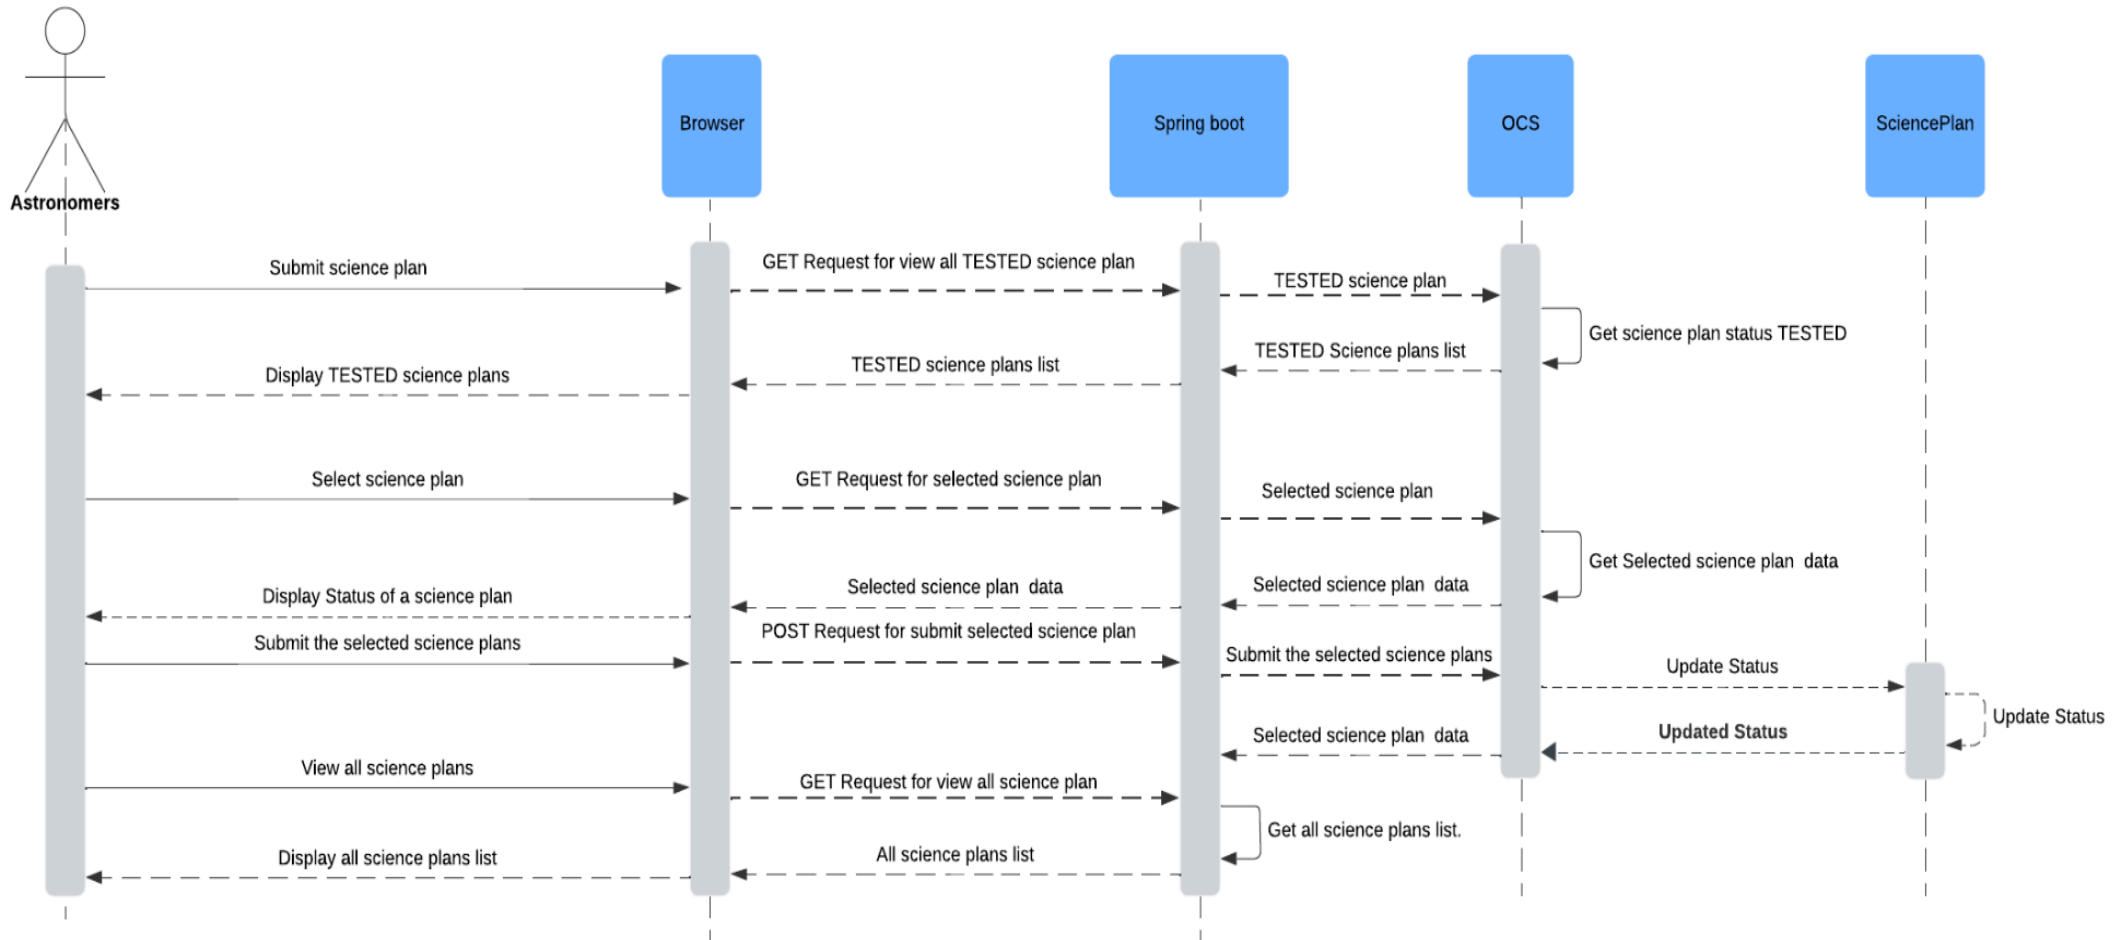 Browser
Spring boot
OCS
SciencePlan
Astronomers
Submit science plan
GET Request for view all TESTED science plan
TESTED science plan
Get science plan status TESTED
TESTED Science plans list
TESTED science plans list
Display TESTED science plans
Select science plan
GET Request for selected science plan
Selected science plan
Get Selected science plan  data
Selected science plan  data
Selected science plan  data
Display Status of a science plan
POST Request for submit selected science plan
Submit the selected science plans
Submit the selected science plans
Update Status
Update Status
Updated Status
Selected science plan  data
View all science plans
GET Request for view all science plan
Get all science plans list.
All science plans list
Display all science plans list